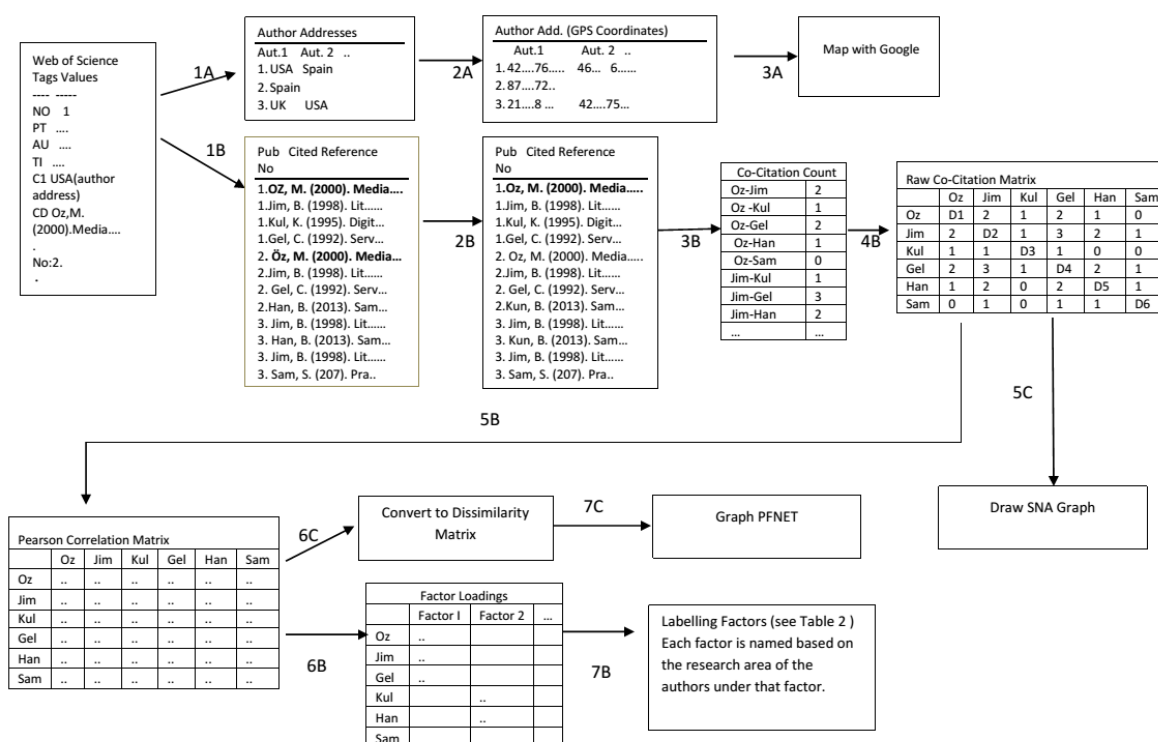 Web of Science
Tags Values
---- -----
NO 1
PT ....
AU ....
TI ....
C1 USA(author
address)
CD Oz,M.
(2000).Media....
.
No:2.
.
1A
1B
Author Addresses
Aut.1 Aut. 2 ..
1. USA Spain
2. Spain
3. UK USA
2A
Author Add. (GPS Coordinates)
Aut.1 Aut. 2 ..
1. 42....76..... 46... 6......
2. 87....72..
3. 21....8 ... 42....75...
3A
Map with Google
Pub Cited Reference
No
1.OZ, M. (2000). Media....
1.Jim, B. (1998). Lit......
1.Kul, K. (1995). Digit...
1.Gel, C. (1992). Serv...
2. Öz, M. (2000). Media...
2.Jim, B. (1998). Lit......
2. Gel, C. (1992). Serv...
2.Han, B. (2013). Sam...
3. Jim, B. (1998). Lit......
3. Han, B. (2013). Sam...
3. Jim, B. (1998). Lit......
3. Sam, S. (207). Pra..
2B
Pub Cited Reference
No
1.Oz, M. (2000). Media.....
1.Jim, B. (1998). Lit......
1.Kul, K. (1995). Digit...
1.Gel, C. (1992). Serv...
2. Oz, M. (2000). Media.....
2.Jim, B. (1998). Lit......
2. Gel, C. (1992). Serv...
2.Kun, B. (2013). Sam...
3. Jim, B. (1998). Lit......
3. Kun, B. (2013). Sam...
3. Jim, B. (1998). Lit......
3. Sam, S. (207). Pra..
3B
Co-Citation Count
Oz-Jim 2
Oz -Kul 1
Oz-Gel 2
Oz-Han 1
Oz-Sam 0
Jim-Kul 1
Jim-Gel 3
Jim-Han 2
... ...
4B
Raw Co-Citation Matrix
Oz Jim Kul Gel Han Sam
Oz D1 2 1 2 1 0
Jim 2 D2 1 3 2 1
Kul 1 1 D3 1 0 0
Gel 2 3 1 D4 2 1
Han 1 2 0 2 D5 1
Sam 0 1 0 1 1 D6
5B
5C
Draw SNA Graph
Pearson Correlation Matrix
Oz Jim Kul Gel Han Sam
Oz .. .. .. .. .. ..
Jim .. .. .. .. .. ..
Kul .. .. .. .. .. ..
Gel .. .. .. .. .. ..
Han .. .. .. .. .. ..
Sam .. .. .. .. .. ..
6C
Convert to Dissimilarity
Matrix
7C
Graph PFNET
6B
Factor Loadings
Factor I Factor 2 ...
Oz ..
Jim ..
Gel ..
Kul ..
Han ..
Sam
7B
Labelling Factors (see Table 2 )
Each factor is named based on
the research area of the
authors under that factor.